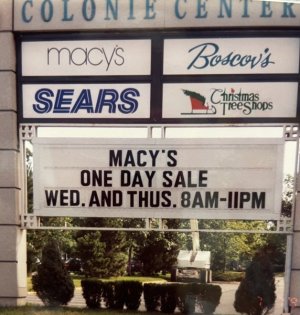 COLONIE CENTER
macy's
Boscov's
SEARS
Christmas
Tree Shops
MACY'S
ONE DAY SALE
WED. AND THUS. 8AM-11PM